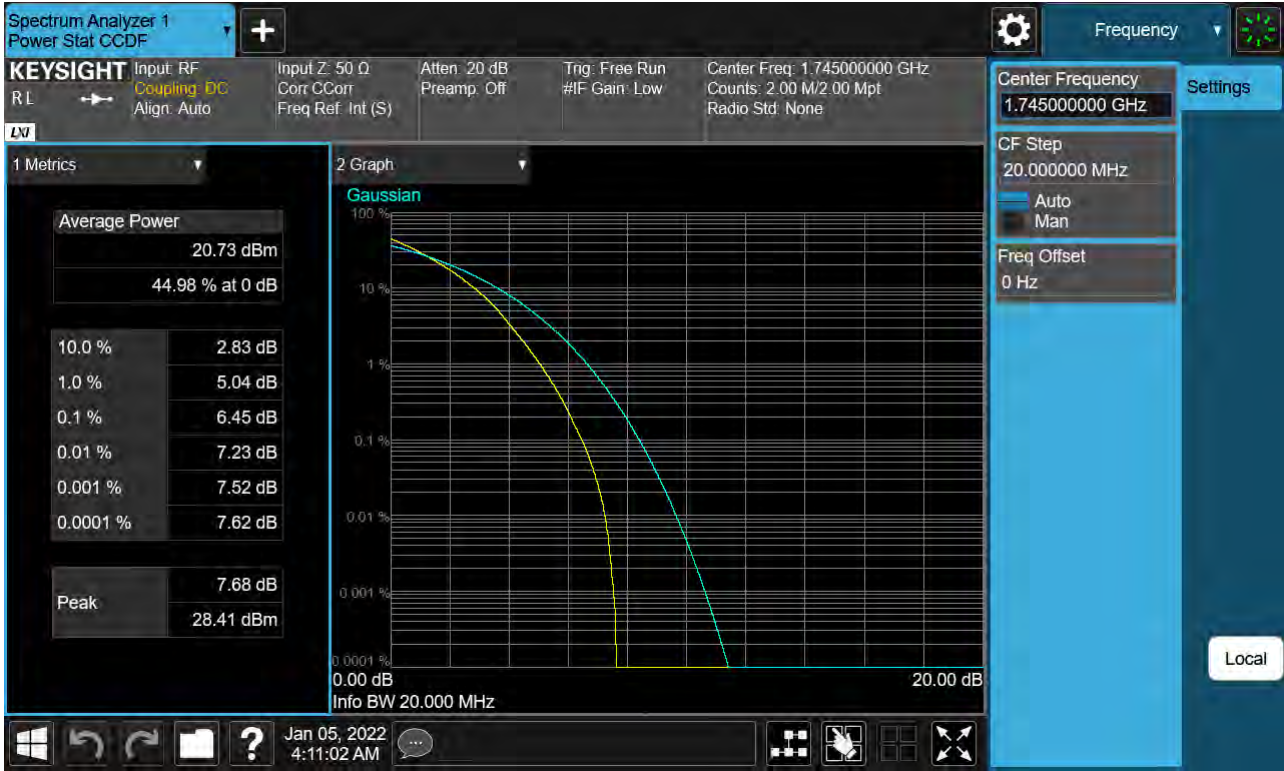 Spectrum Analyzer 1
Power Stat CCDF
Frequency
KEYSIGHT
R L
LXI
Input: RF
Coupling: DC
Align: Auto
Input Z: 50 Ω
Corr CCorr
Freq Ref: Int (S)
Atten: 20 dB
Preamp: Off
Trig: Free Run
#IF Gain: Low
Center Freq: 1.745000000 GHz
Counts: 2.00 M/2.00 Mpt
Radio Std: None
Center Frequency
1.745000000 GHz
CF Step
20.000000 MHz
Auto
Man
Freq Offset
0 Hz
Settings
Local
1 Metrics
Average Power
20.73 dBm
44.98 % at 0 dB
10.0 % 2.83 dB
1.0 % 5.04 dB
0.1 % 6.45 dB
0.01 % 7.23 dB
0.001 % 7.52 dB
0.0001 % 7.62 dB
Peak
7.68 dB
28.41 dBm
2 Graph
Gaussian
100 %
10 %
1 %
0.1 %
0.01 %
0.001 %
0.0001 %
0.00 dB 20.00 dB
Info BW 20.000 MHz
?
Jan 05, 2022
4:11:02 AM